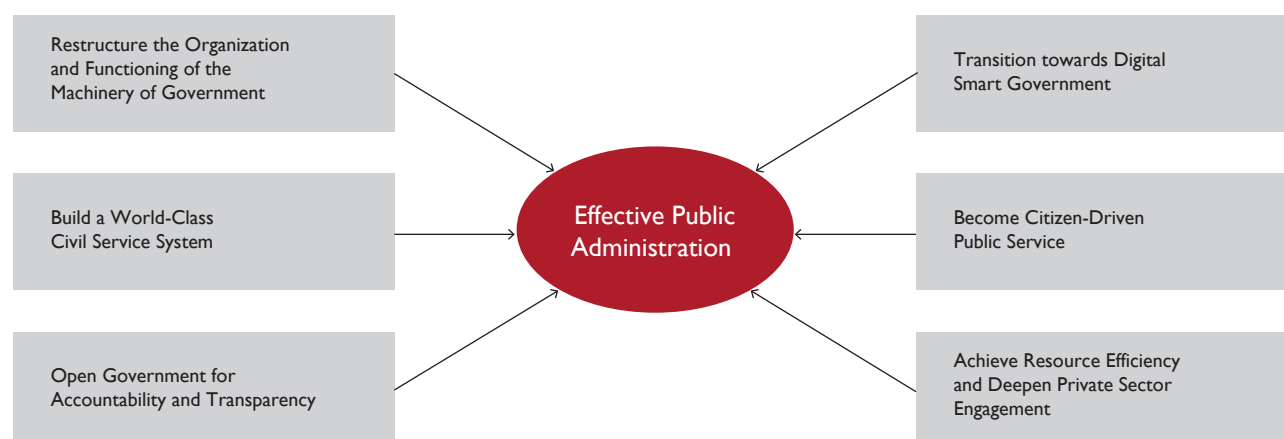 Restructure the Organization
and Functioning of the
Machinery of Government
Build a World-Class
Civil Service System
Open Government for
Accountability and Transparency
Effective Public
Administration
Transition towards Digital
Smart Government
Become Citizen-Driven
Public Service
Achieve Resource Efficiency
and Deepen Private Sector
Engagement